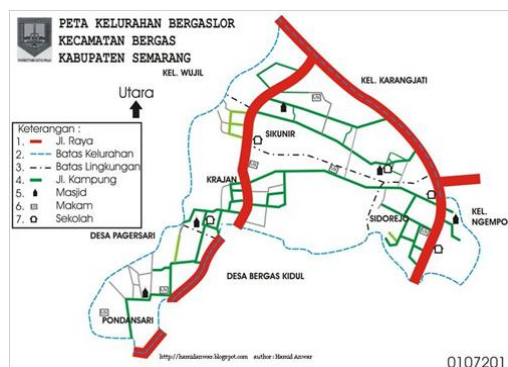 PETA KELURAHAN BERGASLOR
KECAMATAN BERGAS
KABUPATEN SEMARANG
KEL. WUJIL
KEL. KARANGJATI
Utara
Keterangan :
1. Jl. Raya
2. Batas Kelurahan
3. Batas Lingkungan
4. Jl. Kampung
5. Masjid
6. Makam
7. Sekolah
SIKUNIR
KRAJAN
SIDOREJO
KEL.
NGEMPO
DESA PAGERSARI
DESA BERGAS KIDUL
PONDANSARI
http://hamidanwar.blogspot.com author : Hamid Anwar
0107201